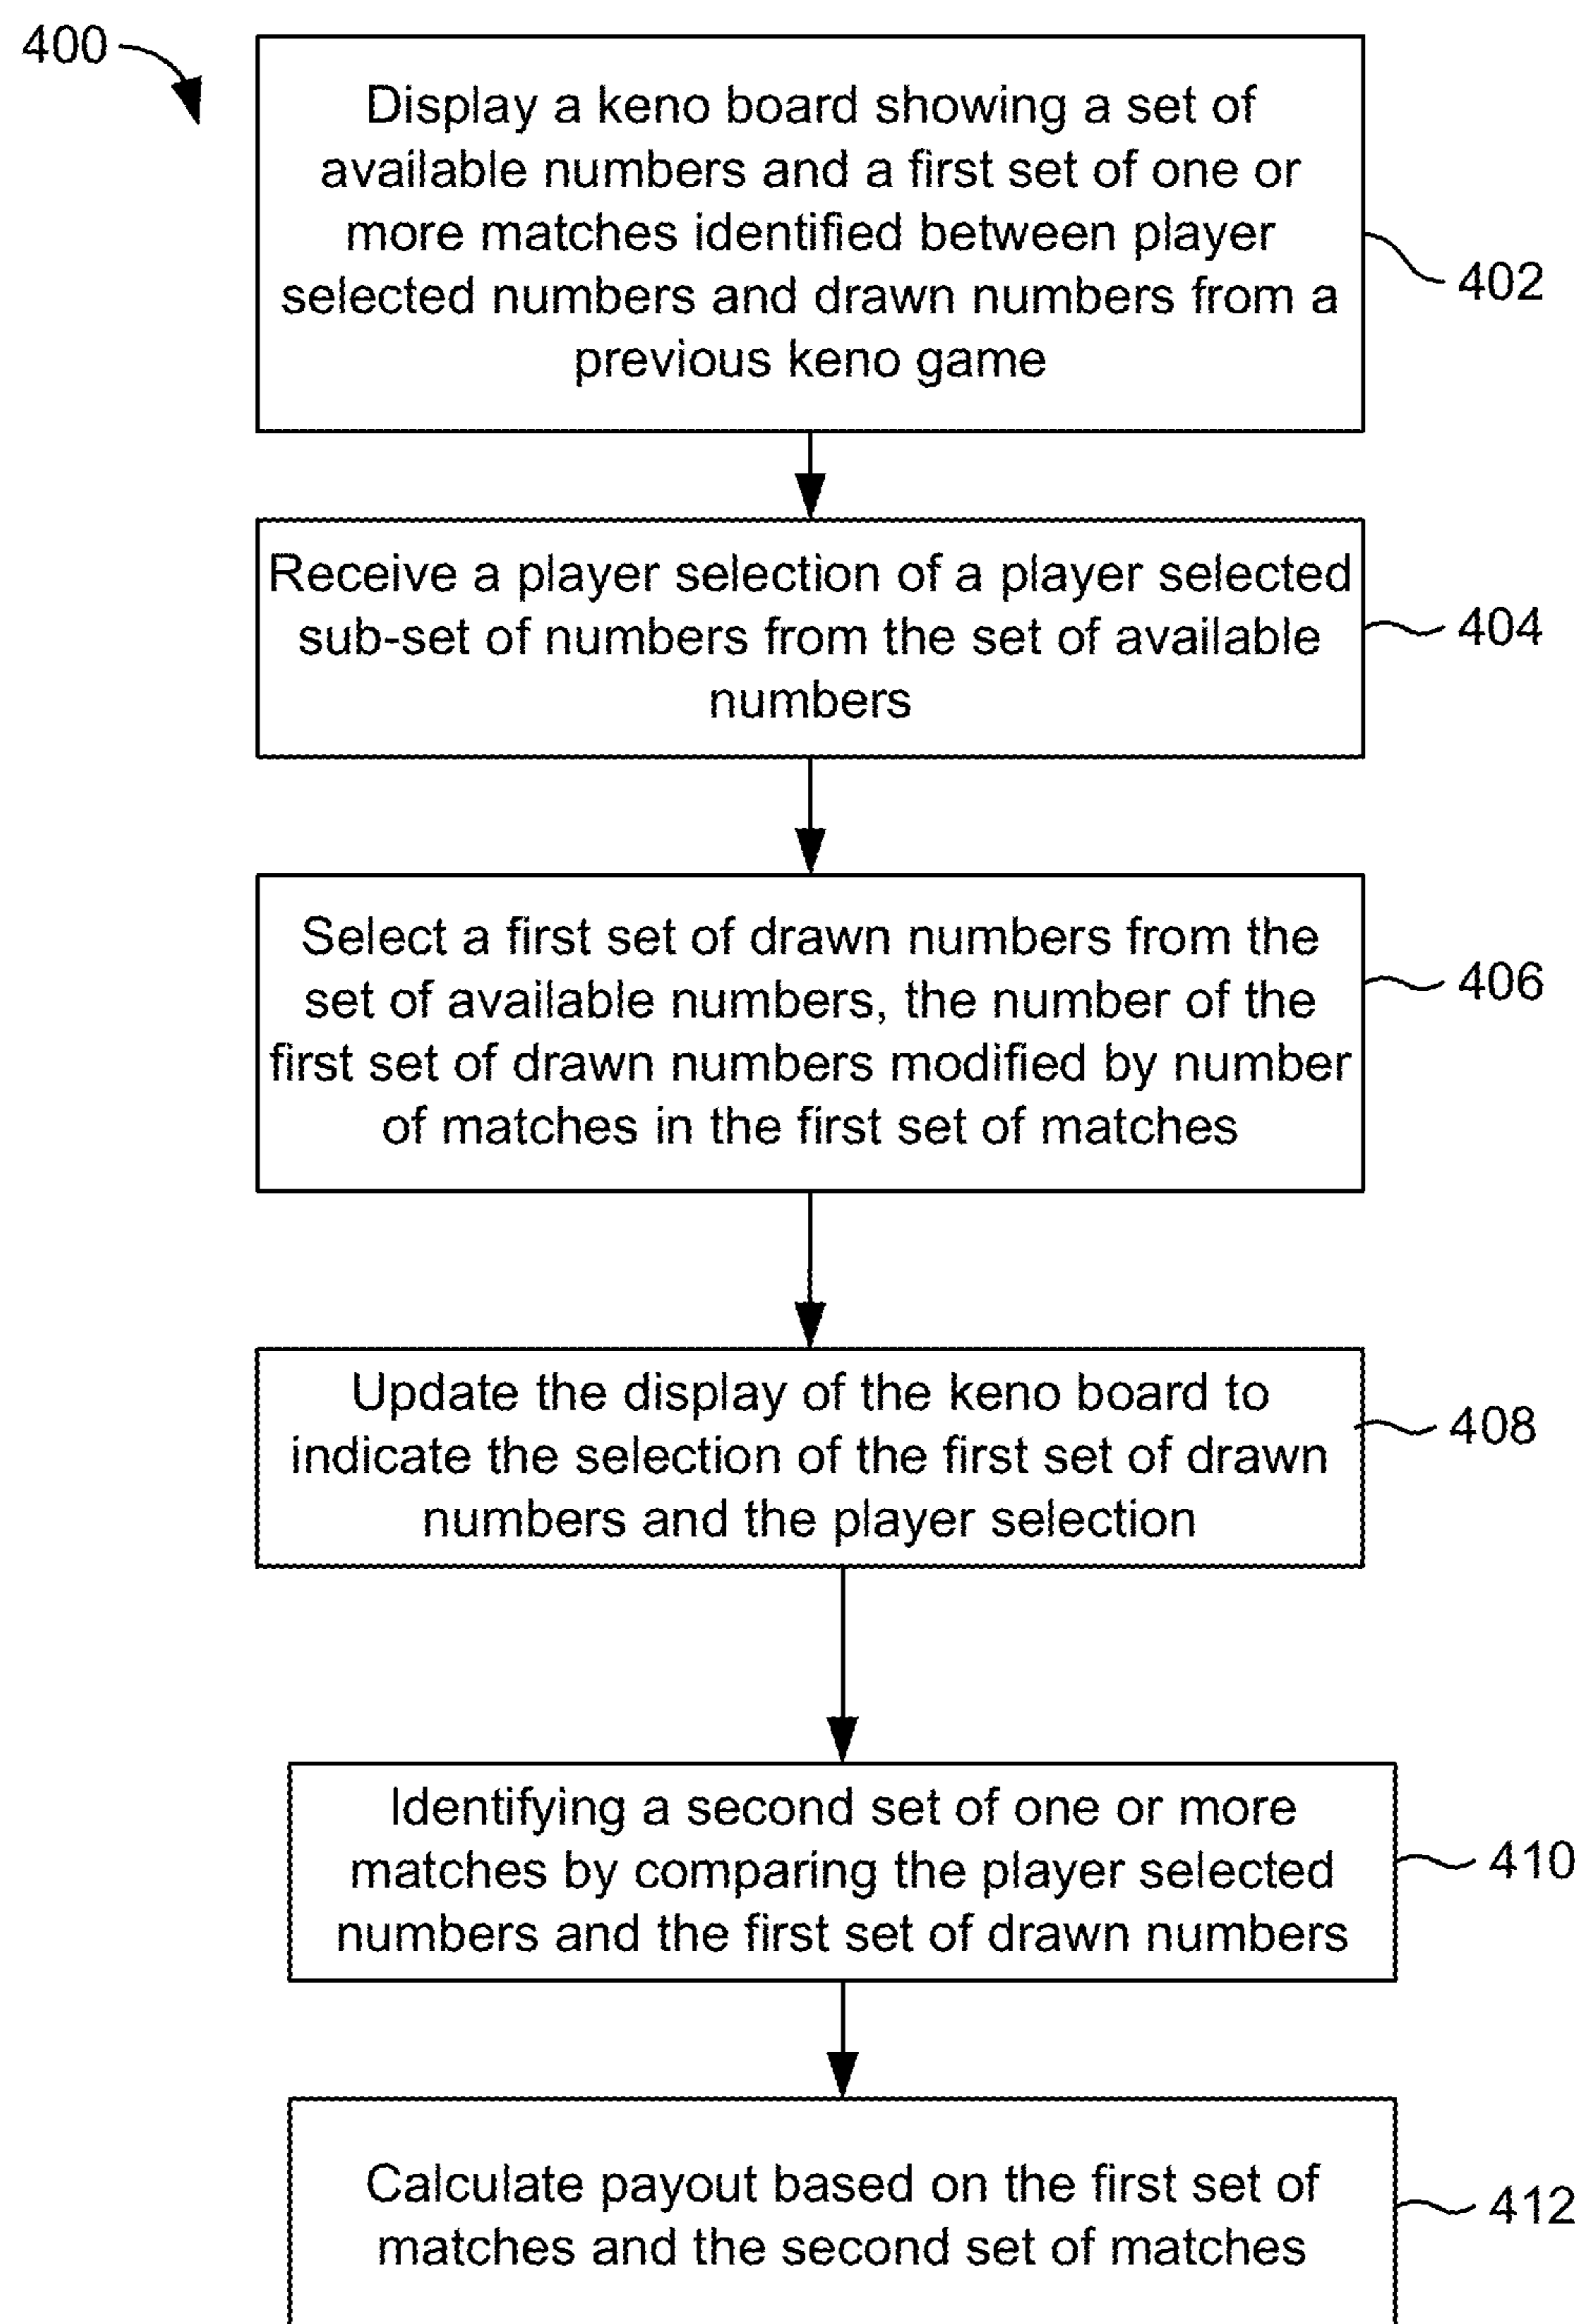 400
Display a keno board showing a set of
available numbers and a first set of one or
more matches identified between player
selected numbers and drawn numbers from a
previous keno game
402
Receive a player selection of a player selected
sub-set of numbers from the set of available
numbers
404
Select a first set of drawn numbers from the
set of available numbers, the number of the
first set of drawn numbers modified by number
of matches in the first set of matches
406
Update the display of the keno board to
indicate the selection of the first set of drawn
numbers and the player selection
408
Identifying a second set of one or more
matches by comparing the player selected
numbers and the first set of drawn numbers
410
Calculate payout based on the first set of
matches and the second set of matches
412